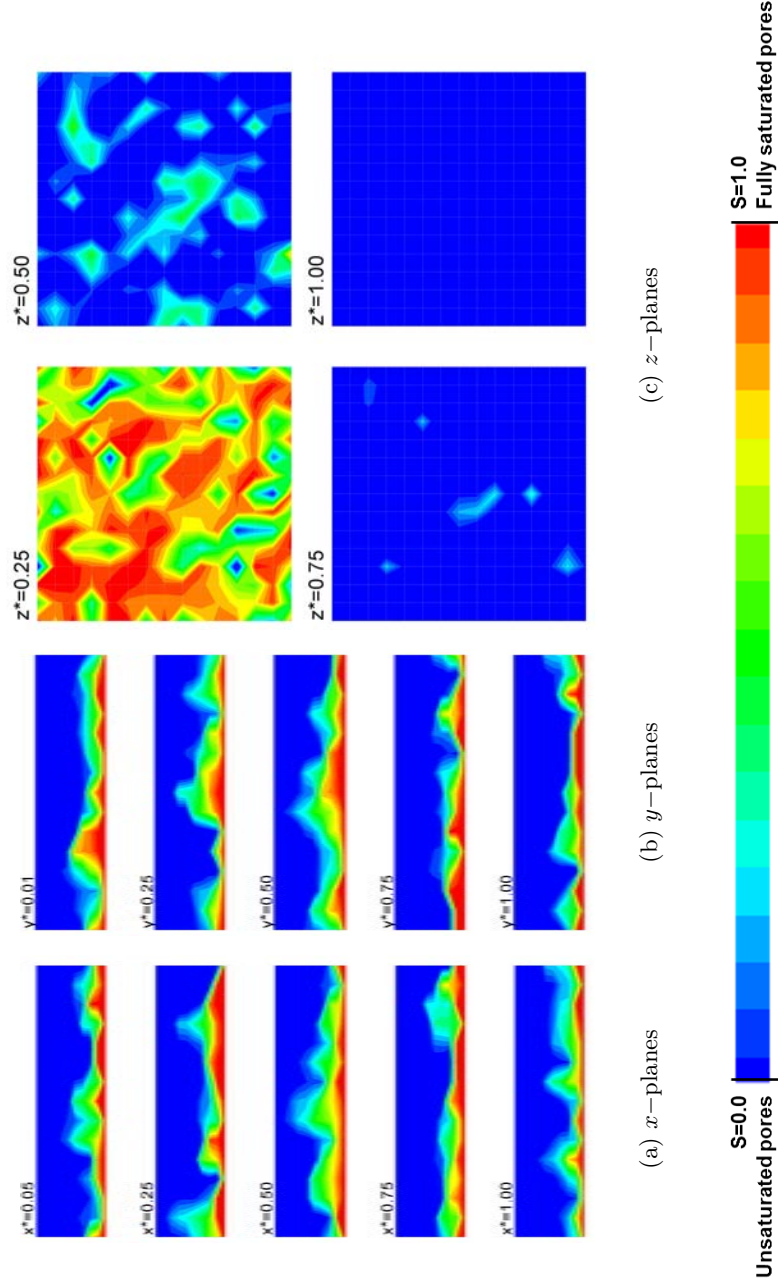 x*=0.05
x*=0.25
x*=0.50
x*=0.75
x*=1.00
(a) x−planes
y*=0.01
y*=0.25
y*=0.50
y*=0.75
y*=1.00
(b) y−planes
z*=0.25
z*=0.50
z*=0.75
z*=1.00
(c) z−planes
S=0.0
Unsaturated pores
S=1.0
Fully saturated pores